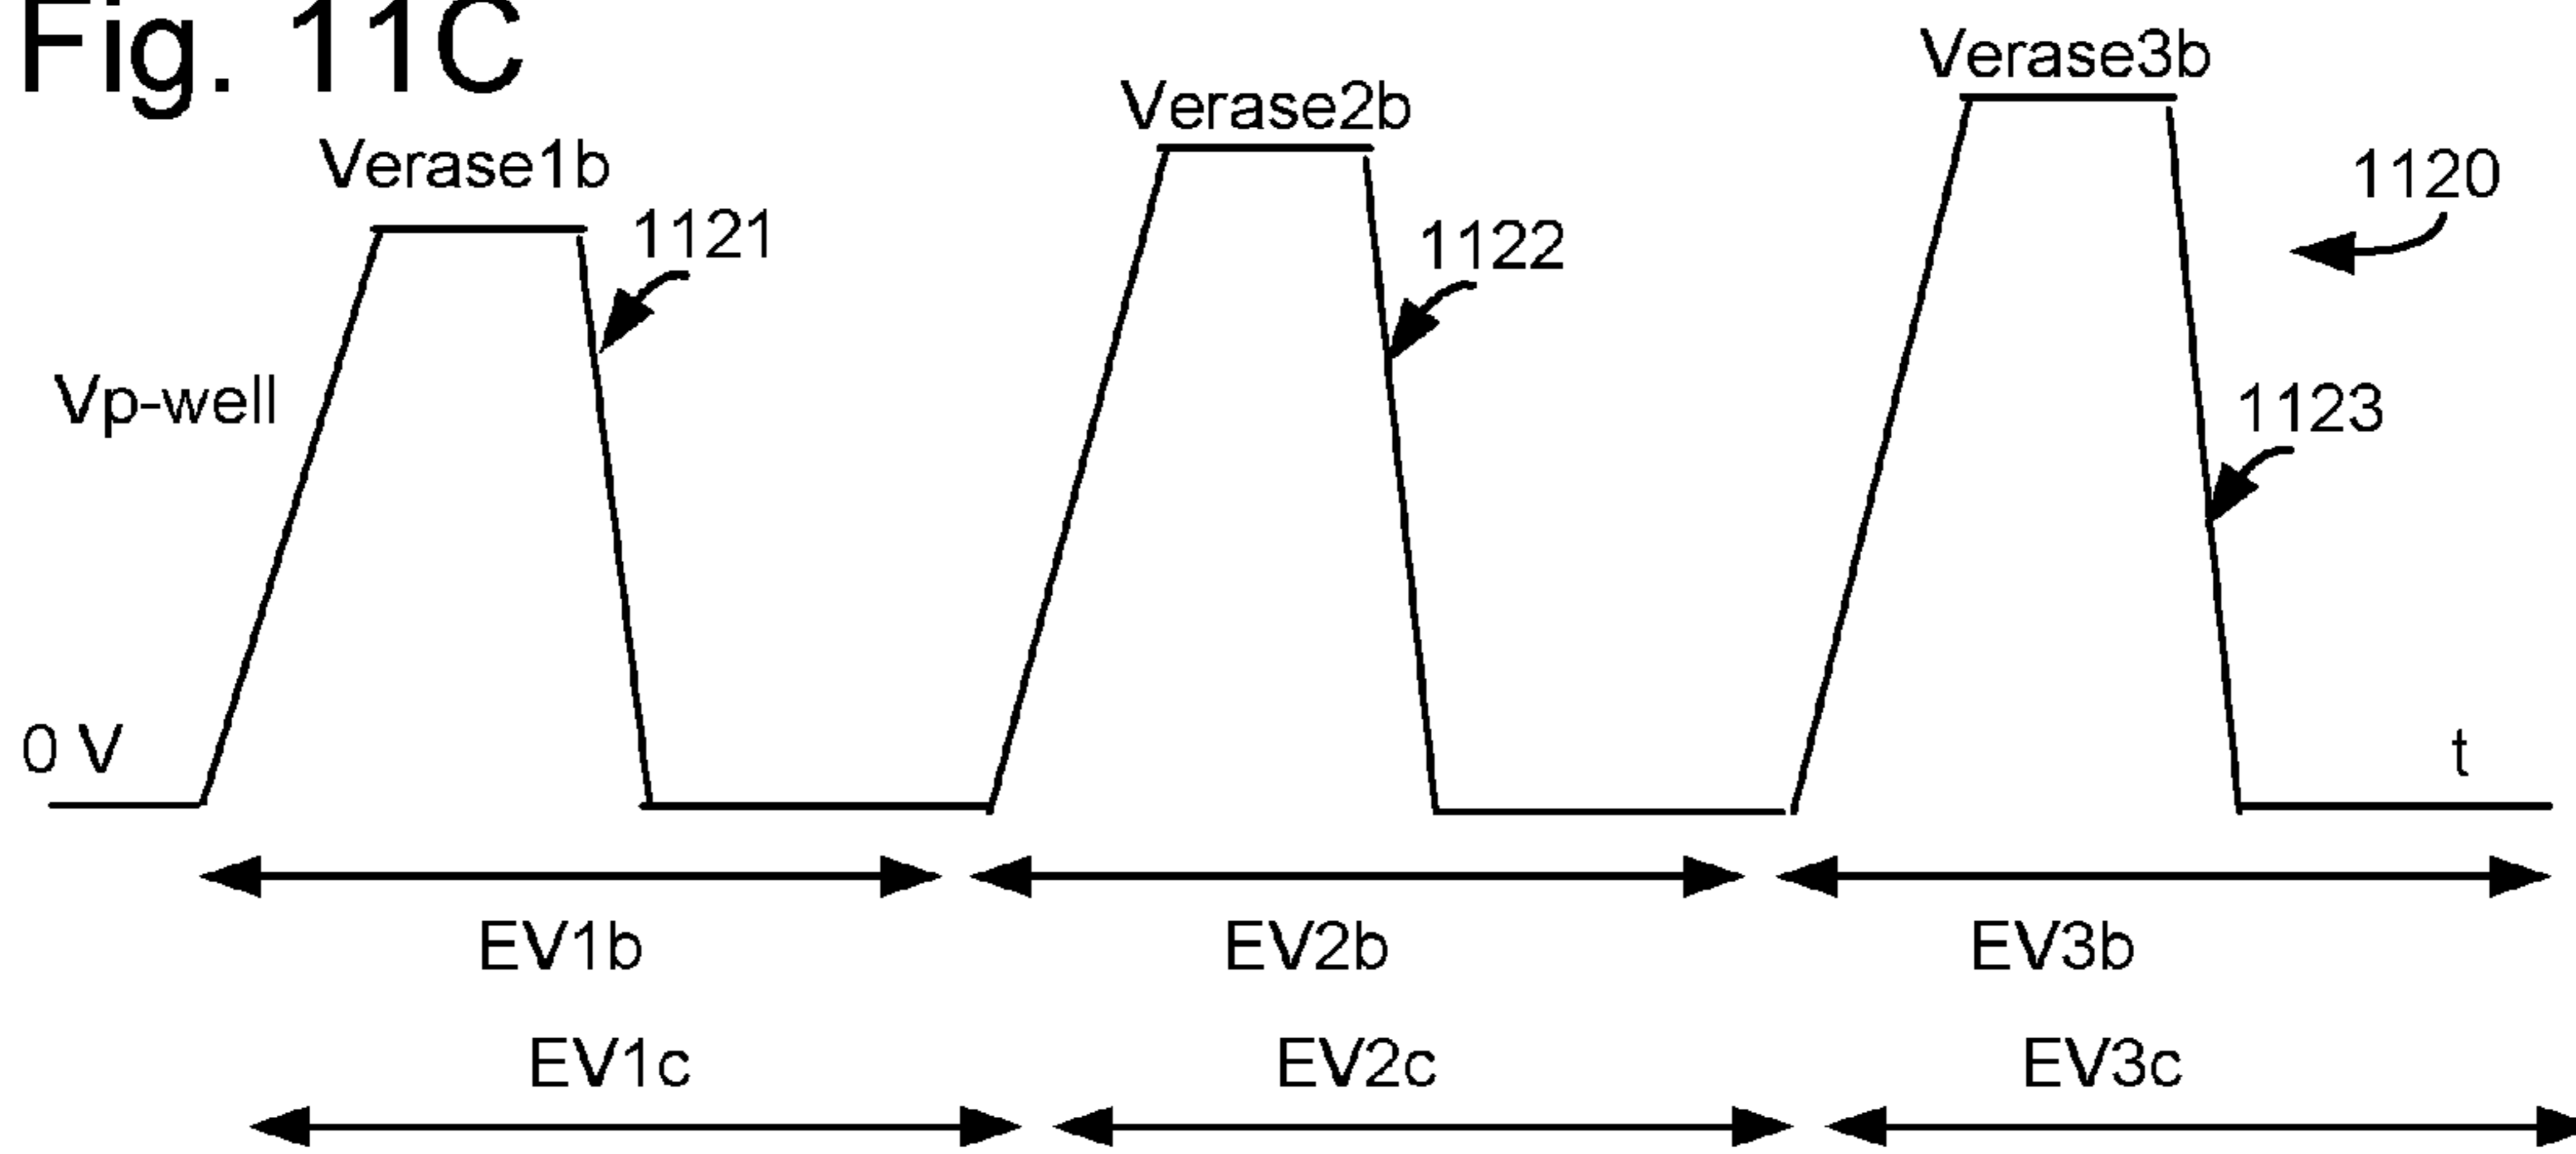 Fig. 11C
Verase1b
Verase2b
Verase3b
1121
1122
1120
Vp-well
1123
0 V
t
EV1b
EV2b
EV3b
EV1c
EV2c
EV3c